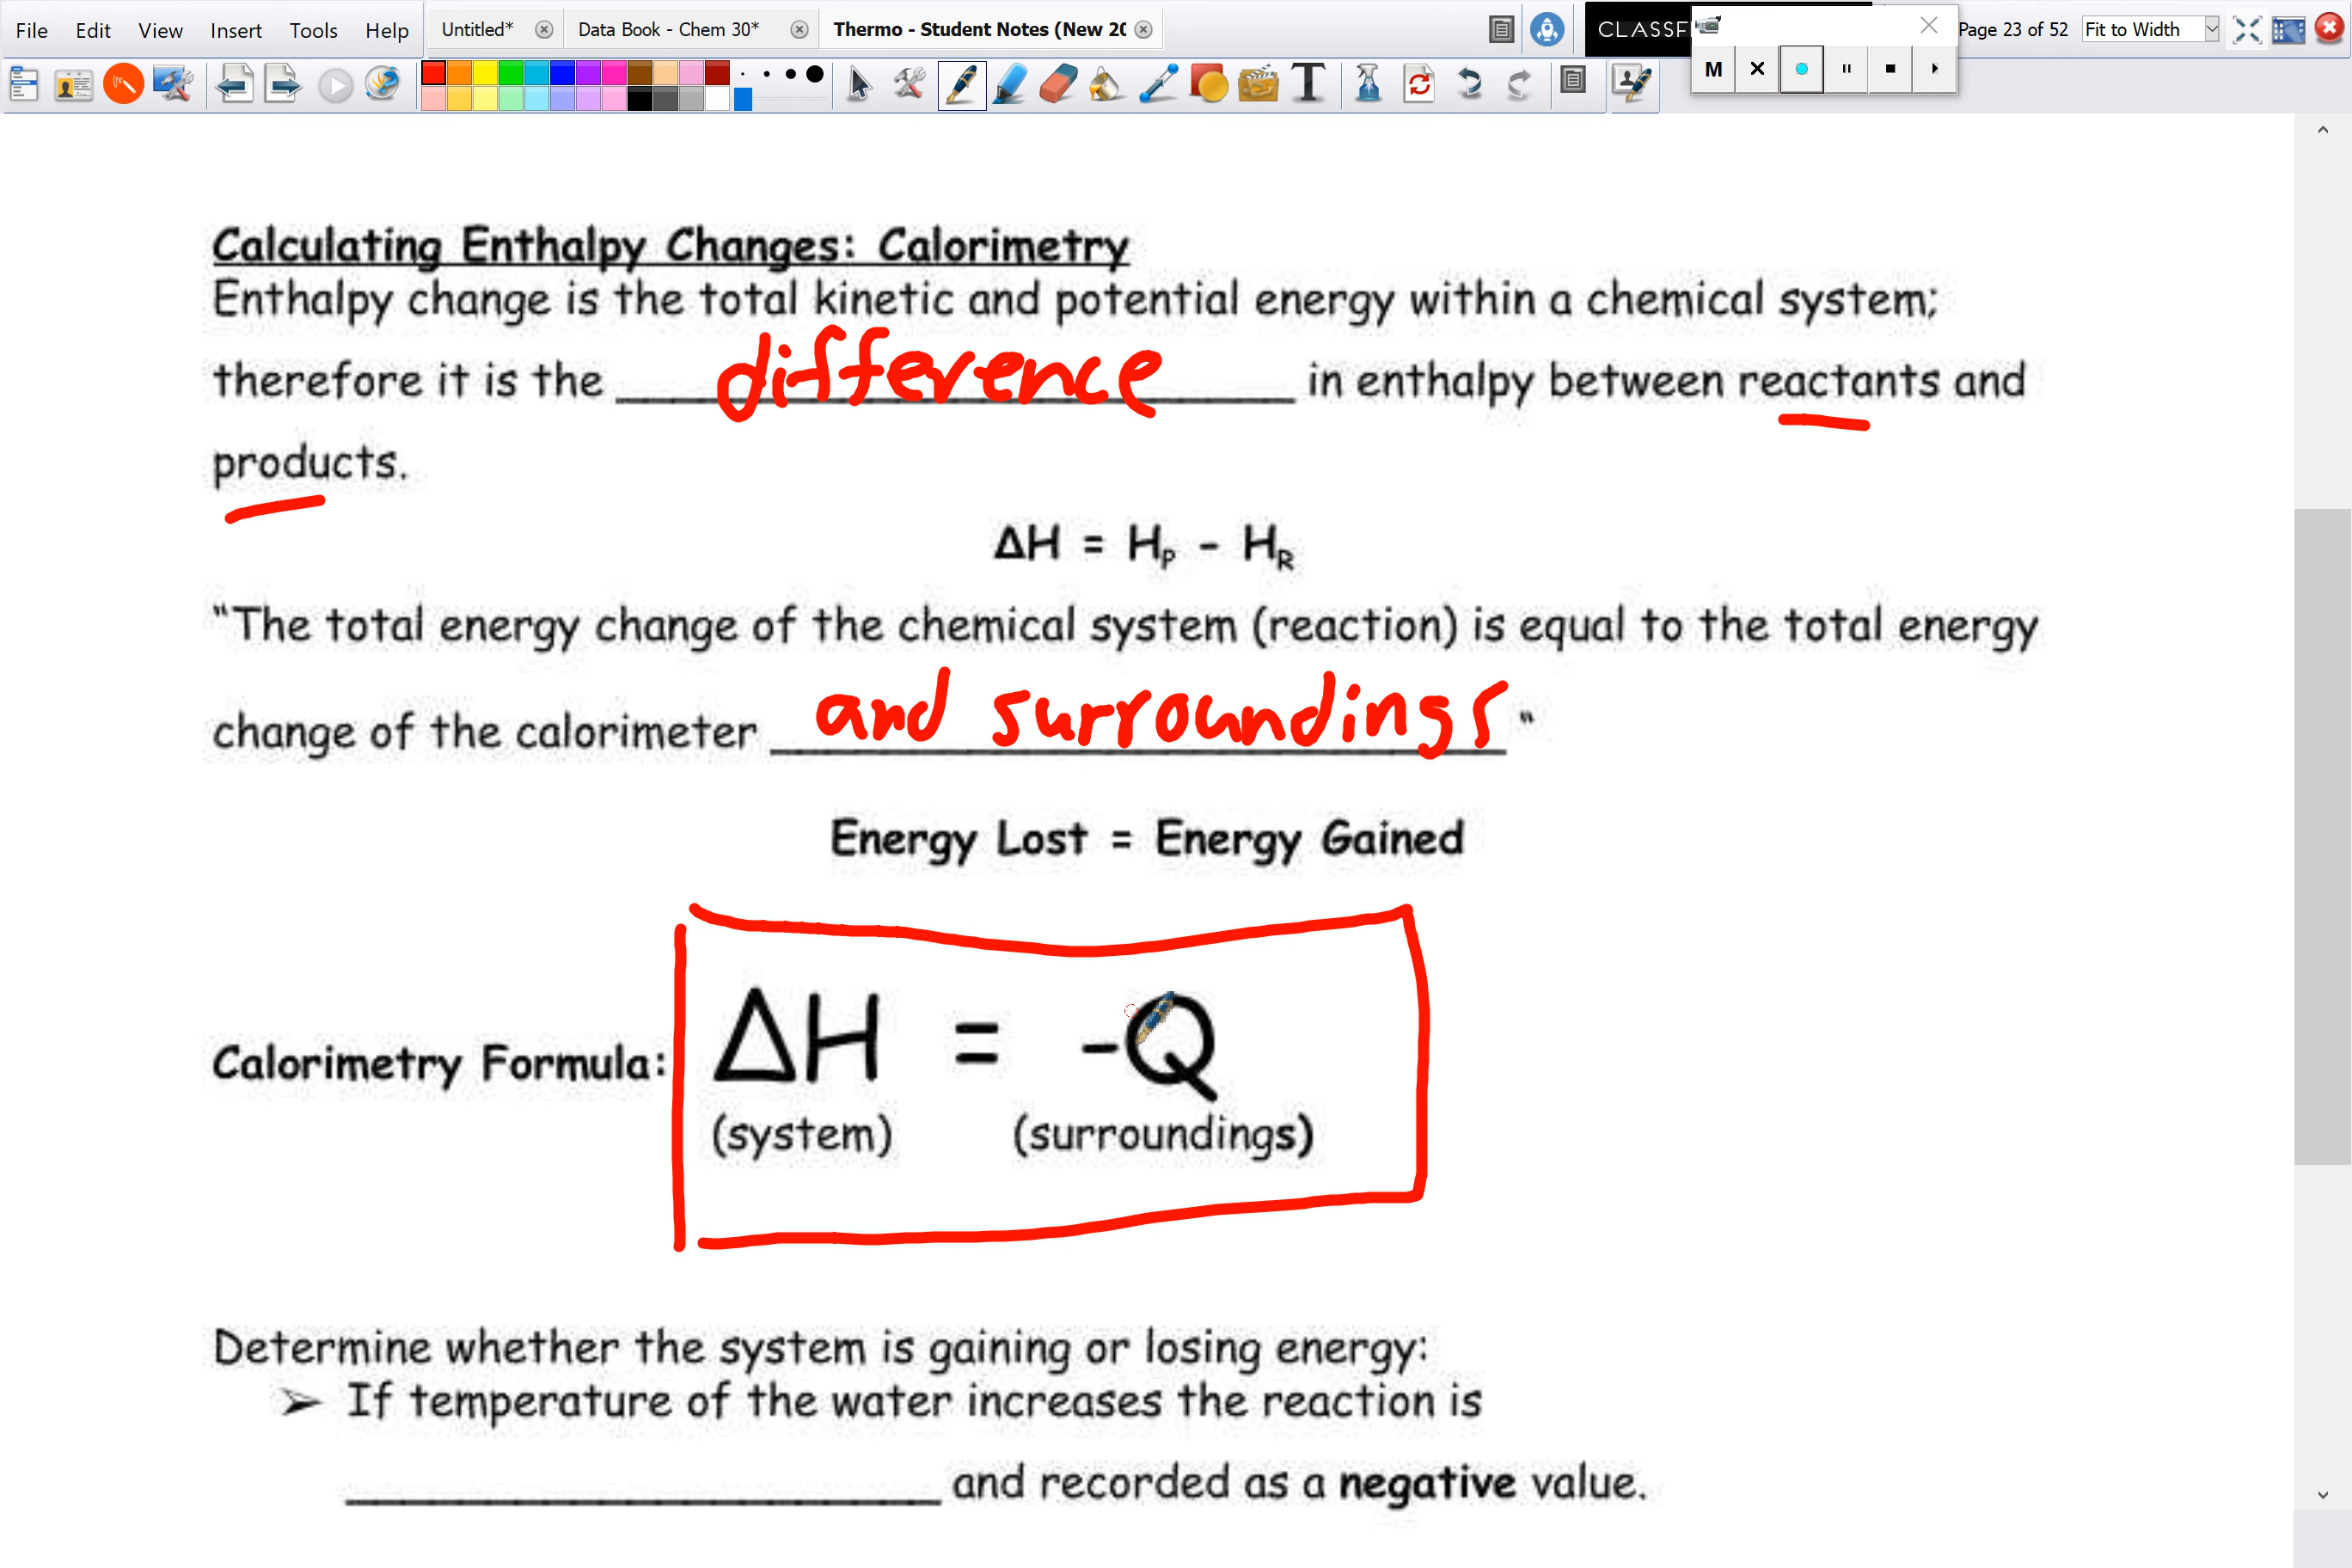 File Edit View Insert Tools Help Untitled* Data Book - Chem 30* Thermo - Student Notes (New 20 CLASSF Page 23 of 52 Fit to Width
M
T
Calculating Enthalpy Changes: Calorimetry
Enthalpy change is the total kinetic and potential energy within a chemical system;
therefore it is the difference in enthalpy between reactants and
products.
ΔH = HP - HR
“The total energy change of the chemical system (reaction) is equal to the total energy
change of the calorimeter and surroundings “
Energy Lost = Energy Gained
Calorimetry Formula: ΔH = -Q
(system) (surroundings)
Determine whether the system is gaining or losing energy:
➢ If temperature of the water increases the reaction is
____________________ and recorded as a negative value.